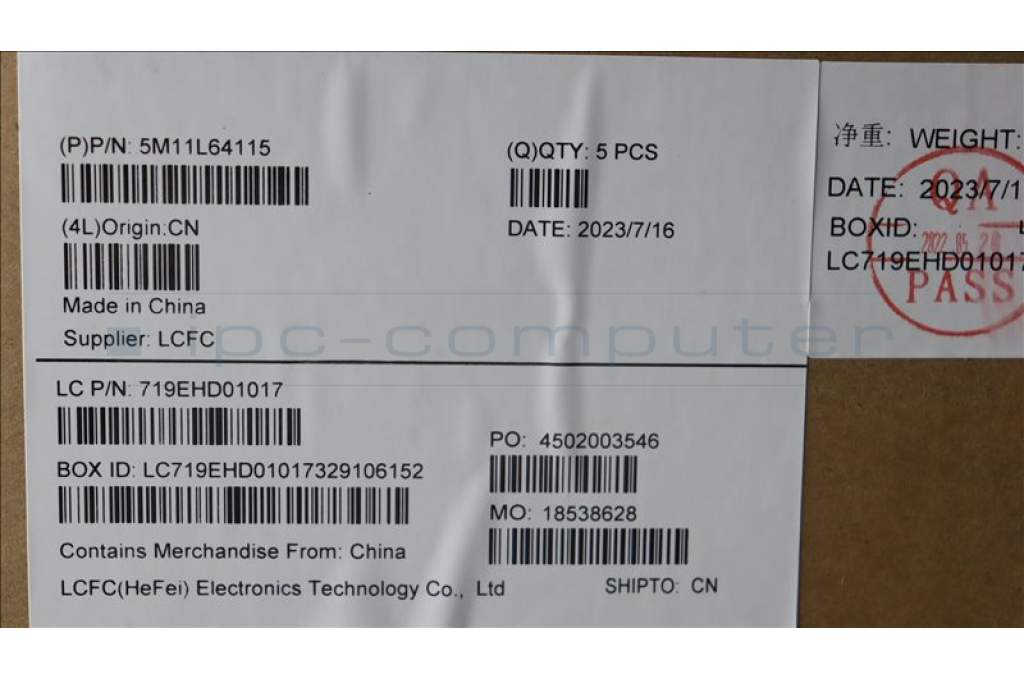 (P)P/N: 5M11L64115
(Q)QTY: 5 PCS
(4L)Origin:CN
DATE: 2023/7/16
Made in China
Supplier: LCFC
LC P/N: 719EHD01017
PO: 4502003546
BOX ID: LC719EHD01017329106152
MO: 18538628
Contains Merchandise From: China
LCFC(HeFei) Electronics Technology Co., Ltd
SHIPTO: CN
净重: WEIGHT:
DATE: 2023/7/1
BOXID:
LC719EHD01017
QA
PASS
ipc-computer